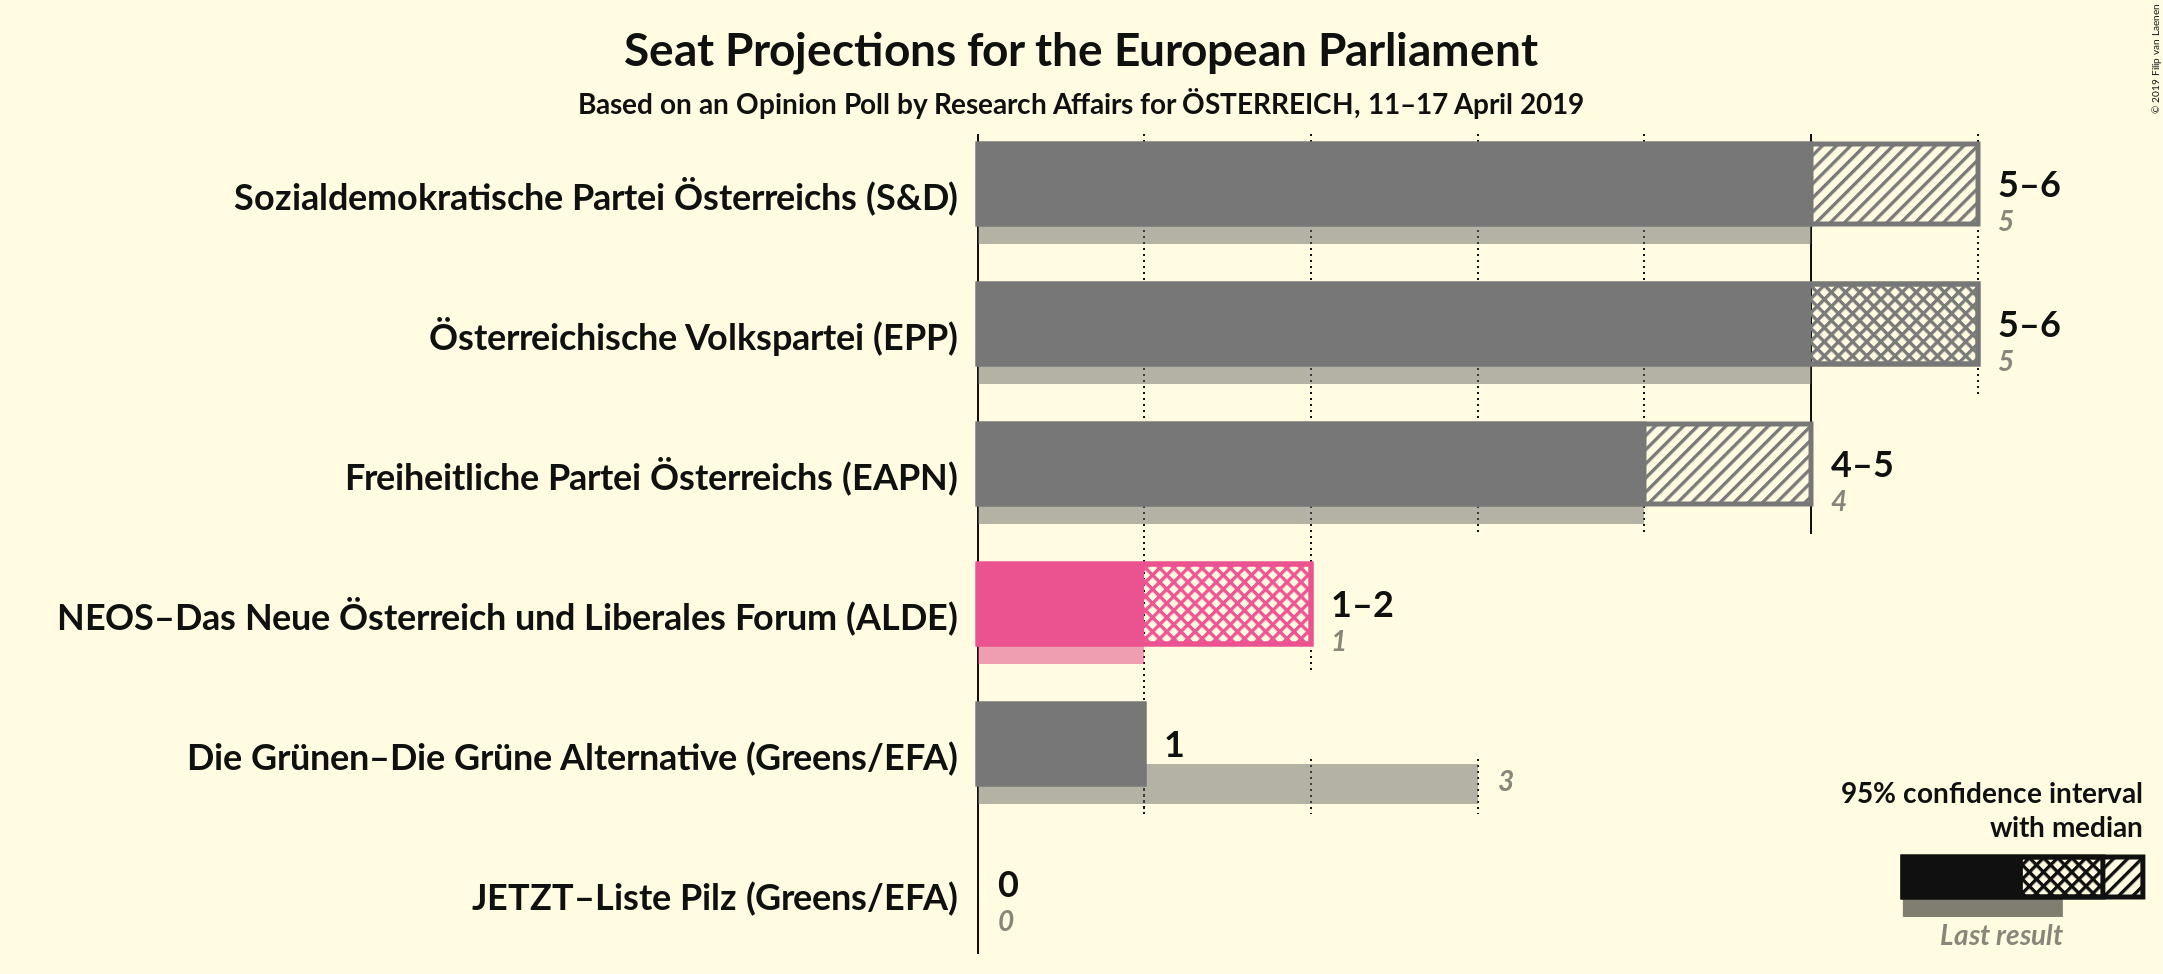 Seat Projections for the European Parliament
Based on an Opinion Poll by Research Affairs for ÖSTERREICH, 11–17 April 2019
© 2019 Filip van Laenen
Sozialdemokratische Partei Österreichs (S&D)
5–6
5
Österreichische Volkspartei (EPP)
5–6
5
Freiheitliche Partei Österreichs (EAPN)
4–5
4
NEOS–Das Neue Österreich und Liberales Forum (ALDE)
1–2
1
Die Grünen–Die Grüne Alternative (Greens/EFA)
1
3
JETZT–Liste Pilz (Greens/EFA)
0
0
95% confidence interval
with median
Last result